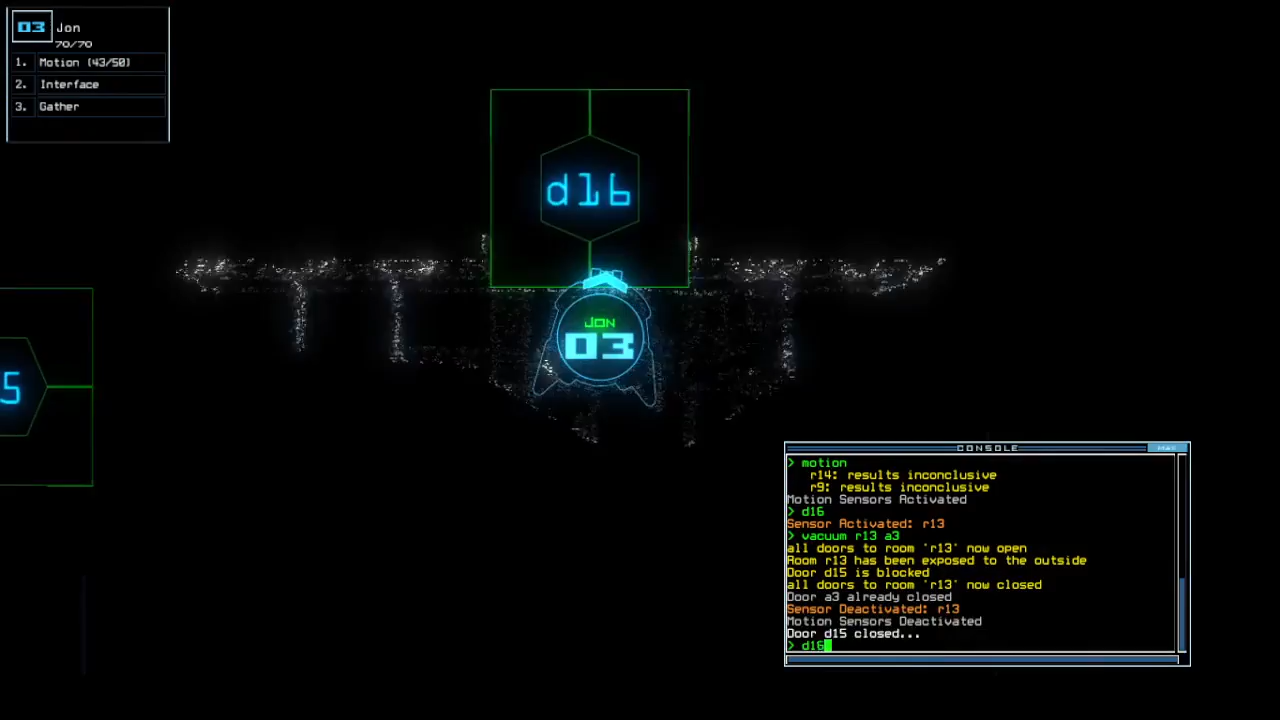 03 Jon
70/70
1. Motion (43/50)
2. Interface
3. Gather
d16
JON
03
5
CONSOLE
MAX
> motion
r14: results inconclusive
r9: results inconclusive
Motion Sensors Activated
> d16
Sensor Activated: r13
> vacuum r13 a3
all doors to room 'r13' now open
Room r13 has been exposed to the outside
Door d15 is blocked
all doors to room 'r13' now closed
Door a3 already closed
Sensor Deactivated: r13
Motion Sensors Deactivated
Door d15 closed...
> d16